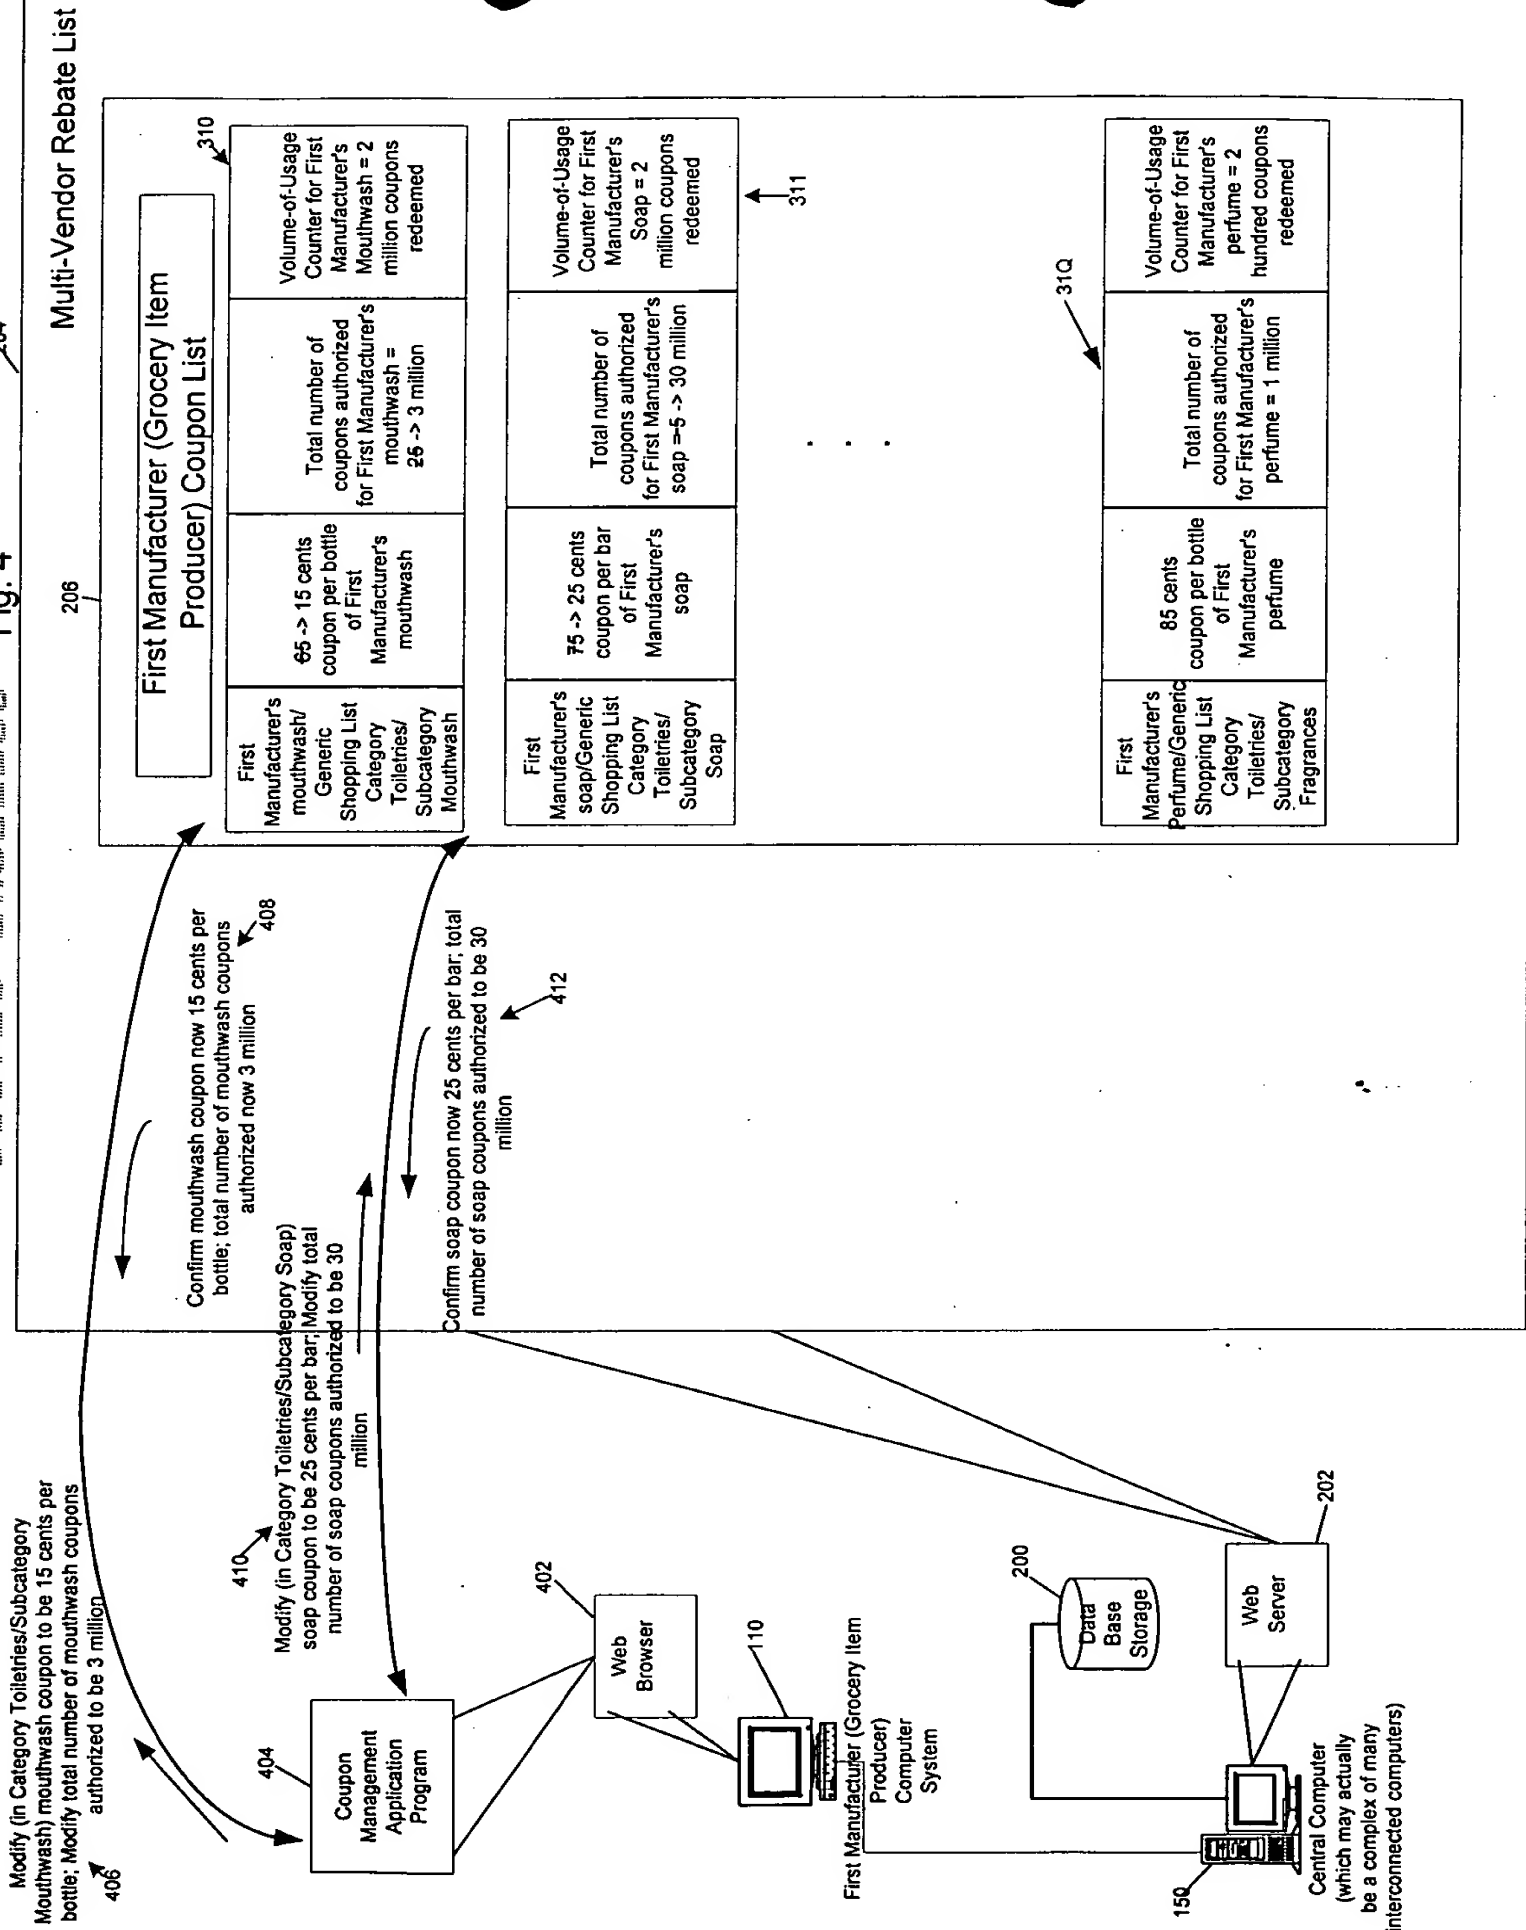 Fig. 4
Multi-Vendor Rebate List
206
First Manufacturer (Grocery Item
Producer) Coupon List
310
First
Manufacturer's
mouthwash/
Generic
Shopping List
Category
Toiletries/
Subcategory
Mouthwash
65 -> 15 cents
coupon per bottle
of First
Manufacturer's
mouthwash
Total number of
coupons authorized
for First Manufacturer's
mouthwash =
25 -> 3 million
Volume-of-Usage
Counter for First
Manufacturer's
Mouthwash = 2
million coupons
redeemed
First
Manufacturer's
soap/Generic
Shopping List
Category
Toiletries/
Subcategory
Soap
75 -> 25 cents
coupon per bar
of First
Manufacturer's
soap
Total number of
coupons authorized
for First Manufacturer's
soap =5 -> 30 million
Volume-of-Usage
Counter for First
Manufacturer's
Soap = 2
million coupons
redeemed
311
. . .
31Q
First
Manufacturer's
Perfume/Generic
Shopping List
Category
Toiletries/
Subcategory
Fragrances
85 cents
coupon per bottle
of First
Manufacturer's
perfume
Total number of
coupons authorized
for First Manufacturer's
perfume = 1 million
Volume-of-Usage
Counter for First
Manufacturer's
perfume = 2
hundred coupons
redeemed
Modify (in Category Toiletries/Subcategory
Mouthwash) mouthwash coupon to be 15 cents per
bottle; Modify total number of mouthwash coupons
authorized to be 3 million
406
Confirm mouthwash coupon now 15 cents per
bottle; total number of mouthwash coupons
authorized now 3 million
408
410
Modify (in Category Toiletries/Subcategory Soap)
soap coupon to be 25 cents per bar; Modify total
number of soap coupons authorized to be 30
million
Confirm soap coupon now 25 cents per bar; total
number of soap coupons authorized to be 30
million
412
404
Coupon
Management
Application
Program
402
Web
Browser
110
First Manufacturer (Grocery Item
Producer)
Computer
System
200
Data
Base
Storage
202
Web
Server
150
Central Computer
(which may actually
be a complex of many
interconnected computers)